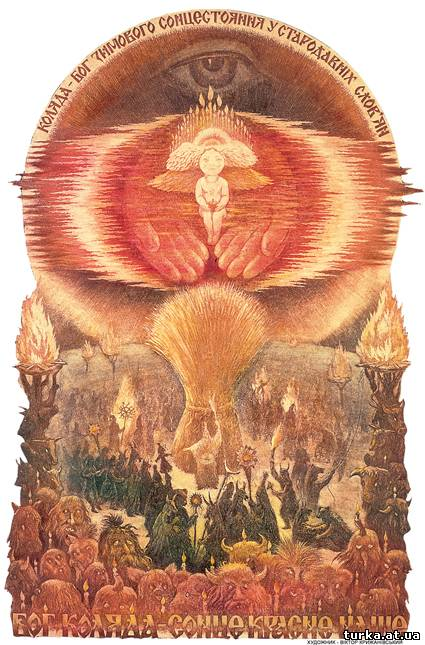 КОЛЯДА - БОГ ЗИМОВОГО СОНЦЕСТОЯННЯ У СТАРОДАВНІХ СЛОВ'ЯН
БОГ КОЛЯДА - СОНЦЕ КРАСНЕ НАШЕ
ХУДОЖНИК - ВІКТОР КРИЖАНІВСЬКИЙ
turka.at.ua